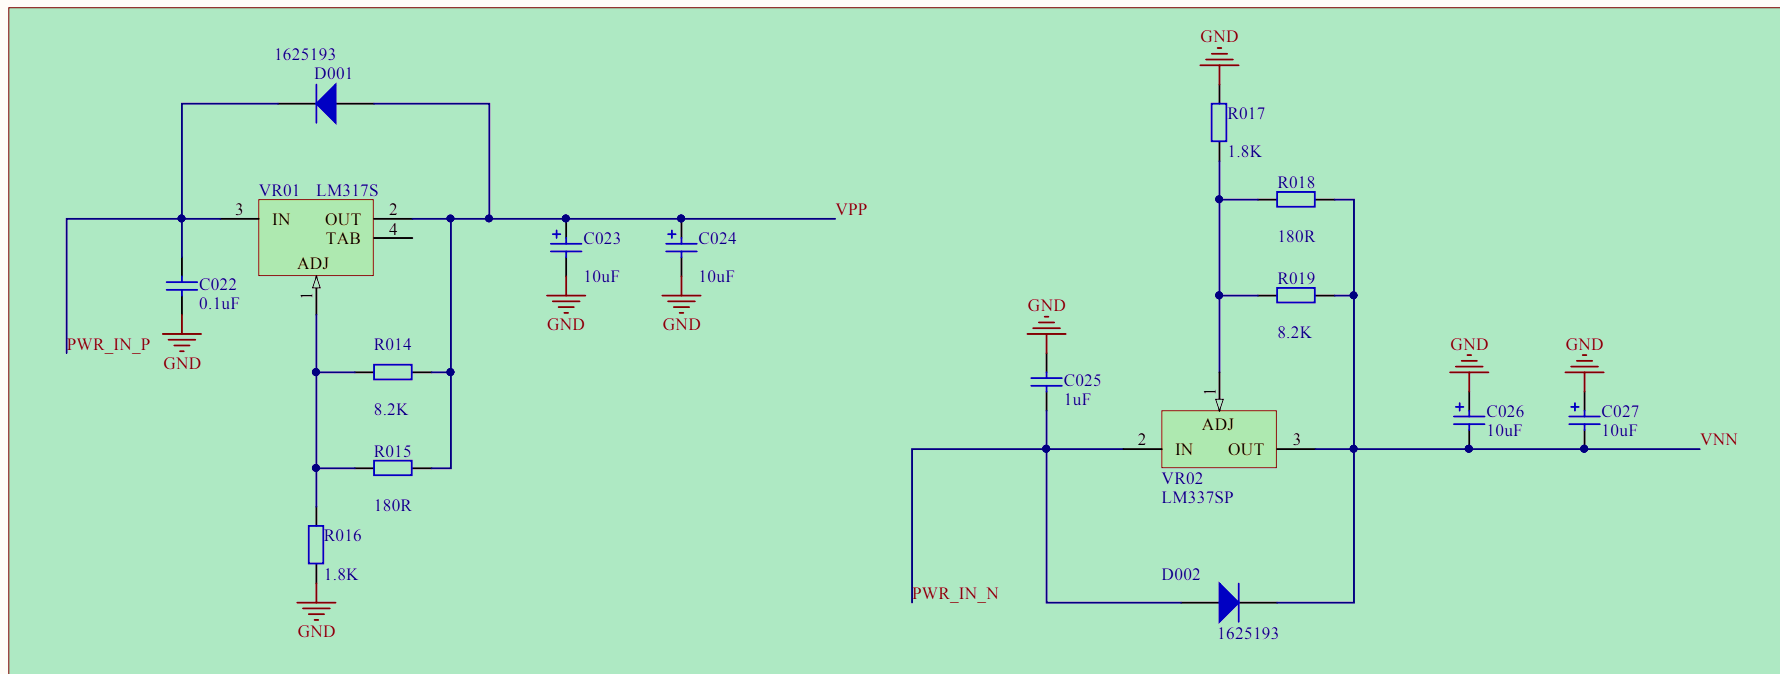 1625193
D001
VR01 LM317S
3
IN
OUT
2
TAB
4
ADJ
1
VPP
C022
0.1uF
GND
PWR_IN_P
C023
10uF
GND
C024
10uF
GND
R014
8.2K
R015
180R
R016
1.8K
GND
GND
R017
1.8K
R018
180R
R019
8.2K
GND
C025
1uF
1
ADJ
2
IN
OUT
3
VR02
LM337SP
GND
C026
10uF
GND
C027
10uF
VNN
PWR_IN_N
D002
1625193